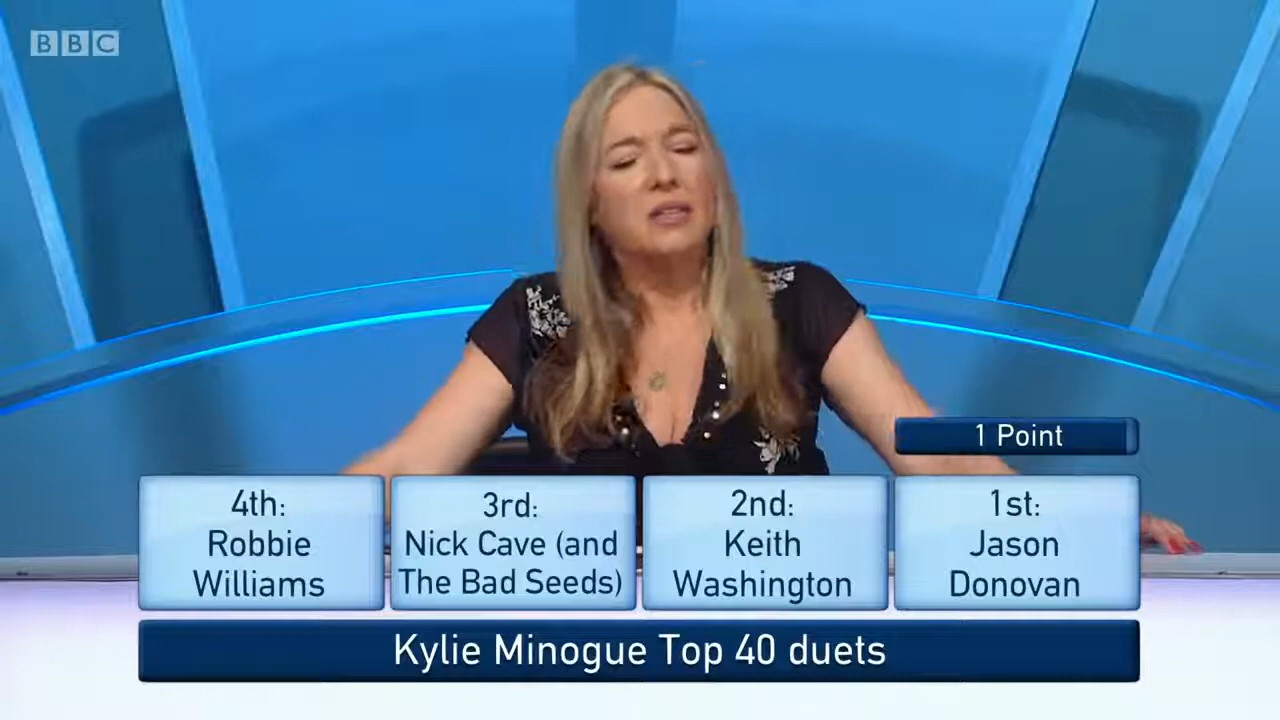 BBC
1 Point
4th:
Robbie
Williams
3rd:
Nick Cave (and
The Bad Seeds)
2nd:
Keith
Washington
1st:
Jason
Donovan
Kylie Minogue Top 40 duets